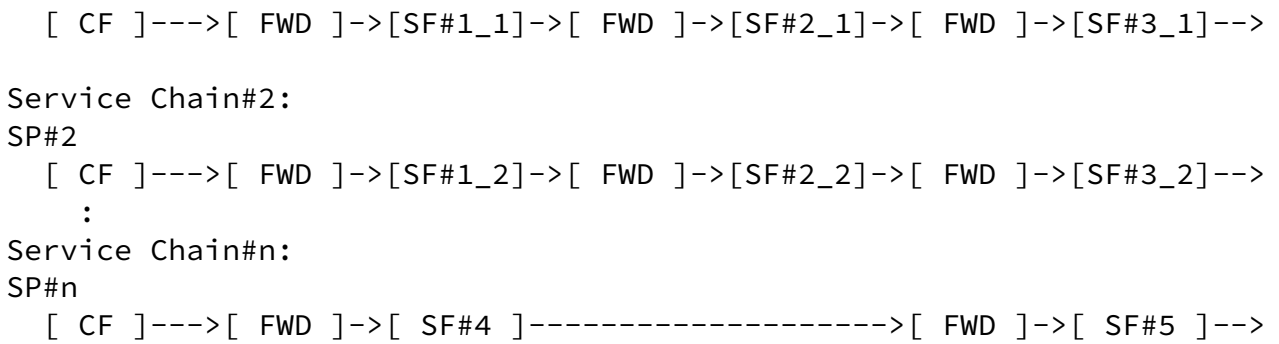 [ CF ]--->[ FWD ]->[SF#1_1]->[ FWD ]->[SF#2_1]->[ FWD ]->[SF#3_1]-->
Service Chain#2:
SP#2
[ CF ]--->[ FWD ]->[SF#1_2]->[ FWD ]->[SF#2_2]->[ FWD ]->[SF#3_2]-->
:
Service Chain#n:
SP#n
[ CF ]--->[ FWD ]->[ SF#4 ]-------------------->[ FWD ]->[ SF#5 ]-->